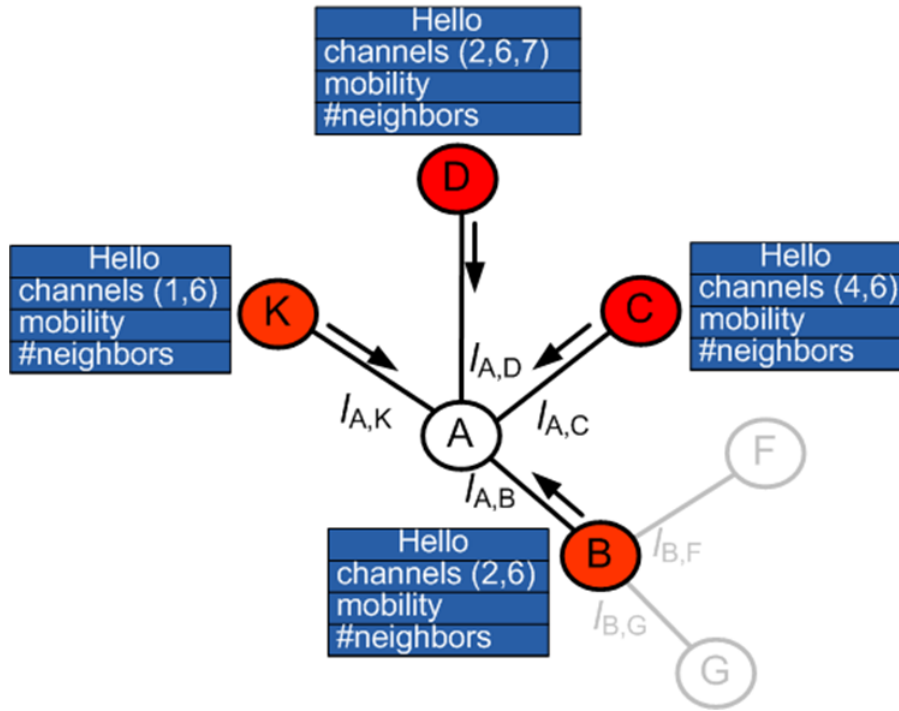 Hello
channels (2,6,7)
mobility
#neighbors
D
Hello
channels (1,6)
mobility
#neighbors
K
C
Hello
channels (4,6)
mobility
#neighbors
lA,D
lA,K
A
lA,C
lA,B
F
Hello
channels (2,6)
mobility
#neighbors
B
lB,F
lB,G
G